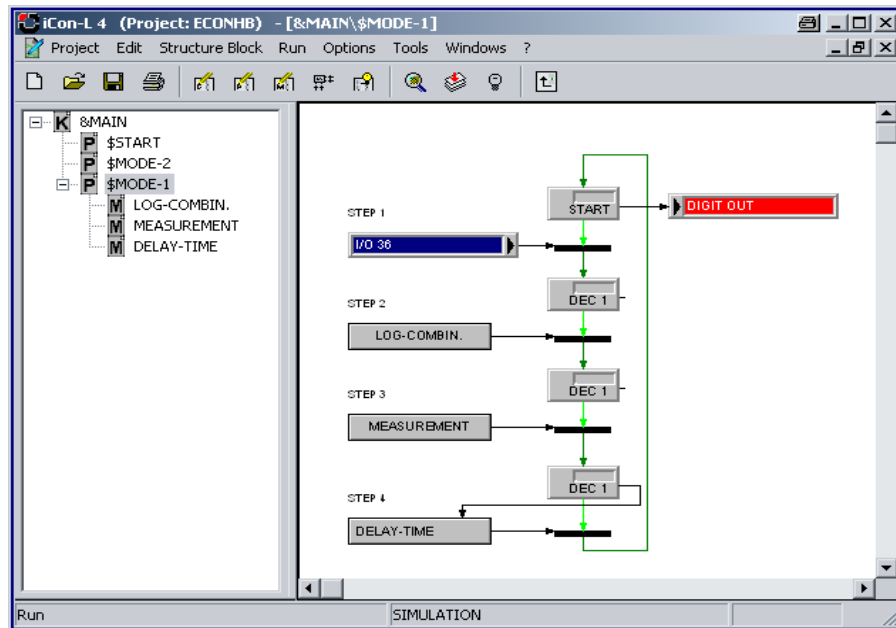 iCon-L 4 (Project: ECONHB) - [&MAIN\$MODE-1]
Project Edit Structure Block Run Options Tools Windows ?
K &MAIN
P $START
P $MODE-2
P $MODE-1
M LOG-COMBIN.
M MEASUREMENT
M DELAY-TIME
START
DIGIT OUT
STEP 1
I/O 36
DEC 1
STEP 2
LOG-COMBIN.
DEC 1
STEP 3
MEASUREMENT
DEC 1
STEP 4
DELAY-TIME
Run SIMULATION